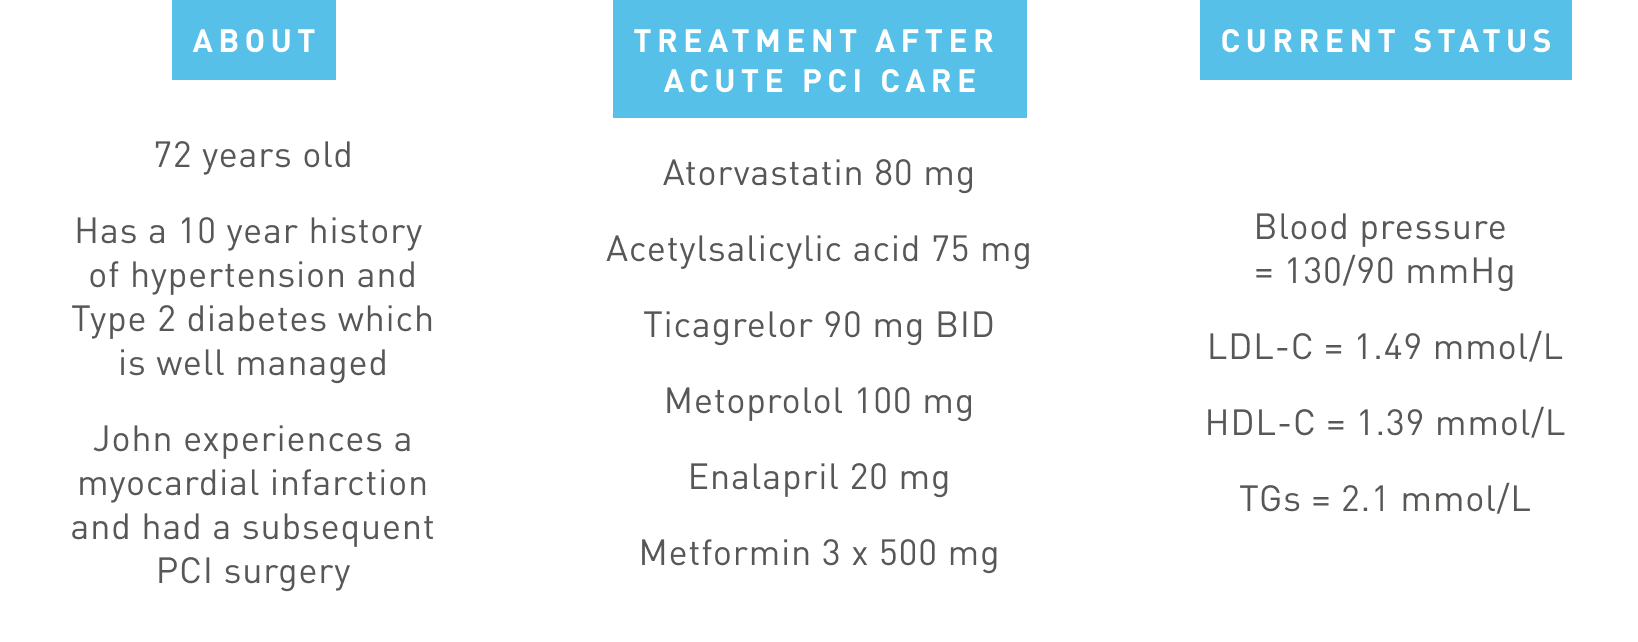 ABOUT
72 years old
Has a 10 year history
of hypertension and
Type 2 diabetes which
is well managed
John experiences a
myocardial infarction
and had a subsequent
PCI surgery
TREATMENT AFTER
ACUTE PCI CARE
Atorvastatin 80 mg
Acetylsalicylic acid 75 mg
Ticagrelor 90 mg BID
Metoprolol 100 mg
Enalapril 20 mg
Metformin 3 x 500 mg
CURRENT STATUS
Blood pressure
= 130/90 mmHg
LDL-C = 1.49 mmol/L
HDL-C = 1.39 mmol/L
TGs = 2.1 mmol/L